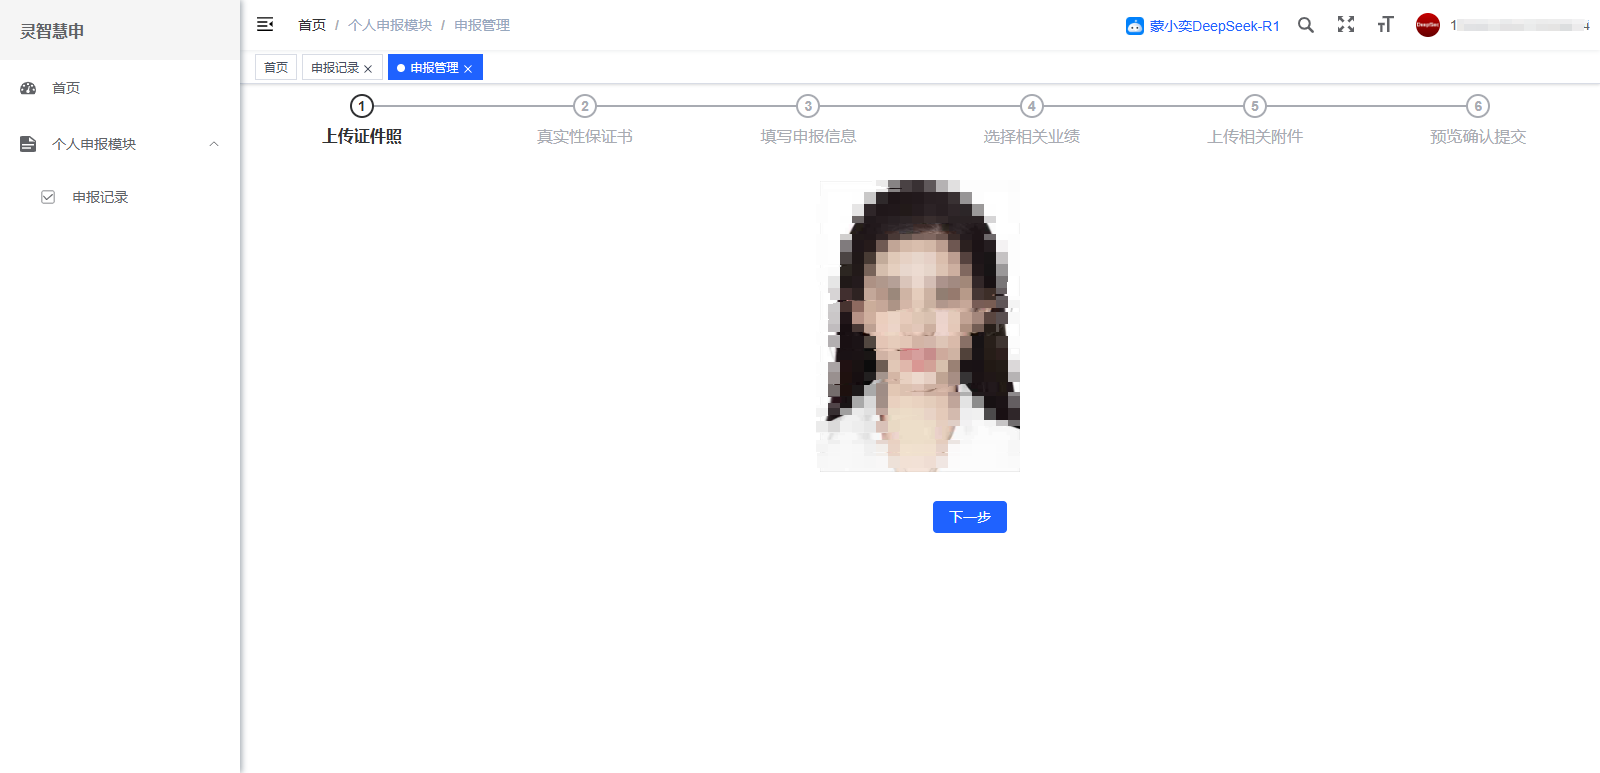 灵智慧申
首页 / 个人申报模块 / 申报管理
蒙小奕DeepSeek-R1
首页
申报记录
申报管理
首页
个人申报模块
申报记录
1 2 3 4 5 6
上传证件照 真实性保证书 填写申报信息 选择相关业绩 上传相关附件 预览确认提交
下一步